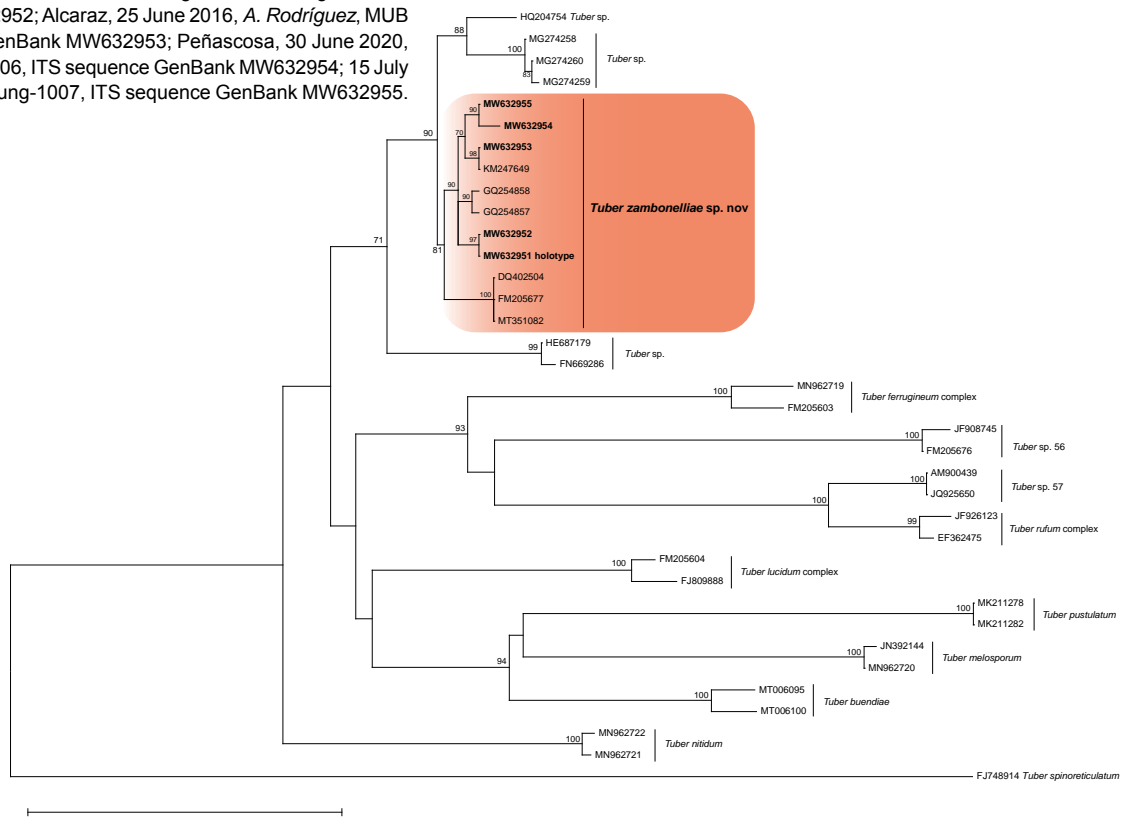 2952; Alcaraz, 25 June 2016, A. Rodríguez, MUB
enBank MW632953; Peñascosa, 30 June 2020,
06, ITS sequence GenBank MW632954; 15 July
ung-1007, ITS sequence GenBank MW632955.
HQ204754 Tuber sp.
88
MG274258
100
MG274260
Tuber sp.
83
MG274259
MW632955
90
MW632954
70
90
MW632953
98
KM247649
90
GQ254858
90
GQ254857
Tuber zambonelliae sp. nov
MW632952
97
81
MW632951 holotype
71
DQ402504
100
FM205677
MT351082
HE687179
99
Tuber sp.
FN669286
MN962719
100
Tuber ferrugineum complex
FM205603
93
JF908745
100
Tuber sp. 56
FM205676
AM900439
100
Tuber sp. 57
JQ925650
100
JF926123
99
Tuber rufum complex
EF362475
FM205604
100
Tuber lucidum complex
FJ809888
MK211278
100
Tuber pustulatum
MK211282
JN392144
100
Tuber melosporum
94
MN962720
MT006095
100
Tuber buendiae
MT006100
MN962722
100
Tuber nitidum
MN962721
FJ748914 Tuber spinoreticulatum